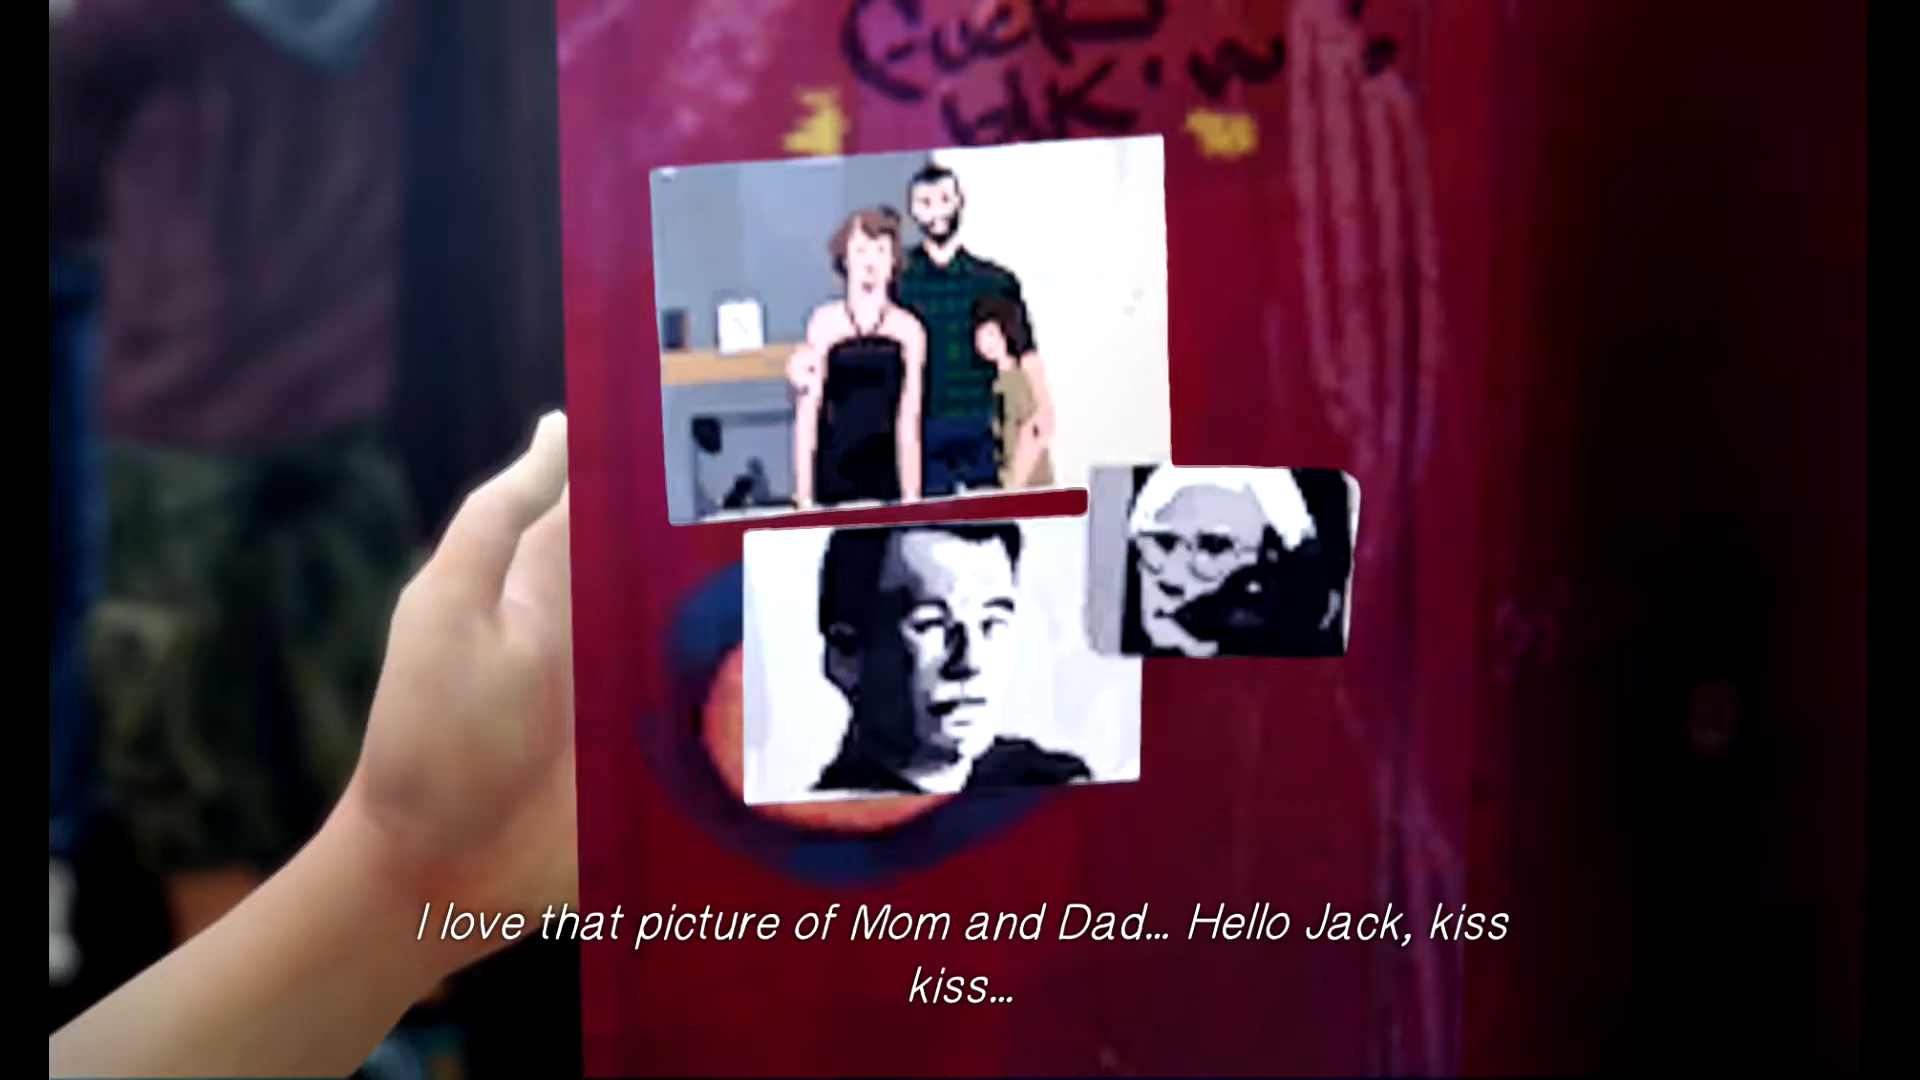 I love that picture of Mom and Dad... Hello Jack, kiss
kiss...